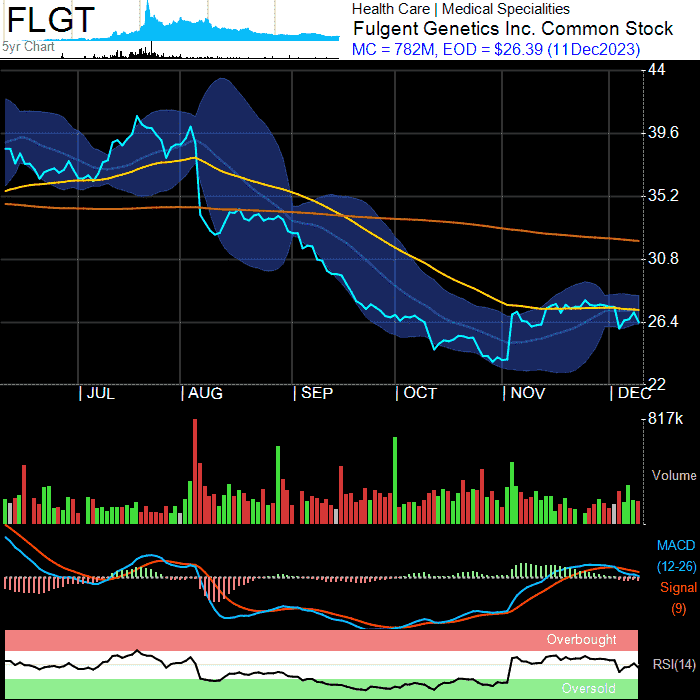 FLGT
5yr Chart
Health Care | Medical Specialities
Fulgent Genetics Inc. Common Stock
MC = 782M, EOD = $26.39 (11Dec2023)
44
39.6
35.2
30.8
26.4
22
JUL AUG SEP OCT NOV DEC
817k
Volume
MACD
(12-26)
Signal
(9)
Overbought
RSI(14)
Oversold